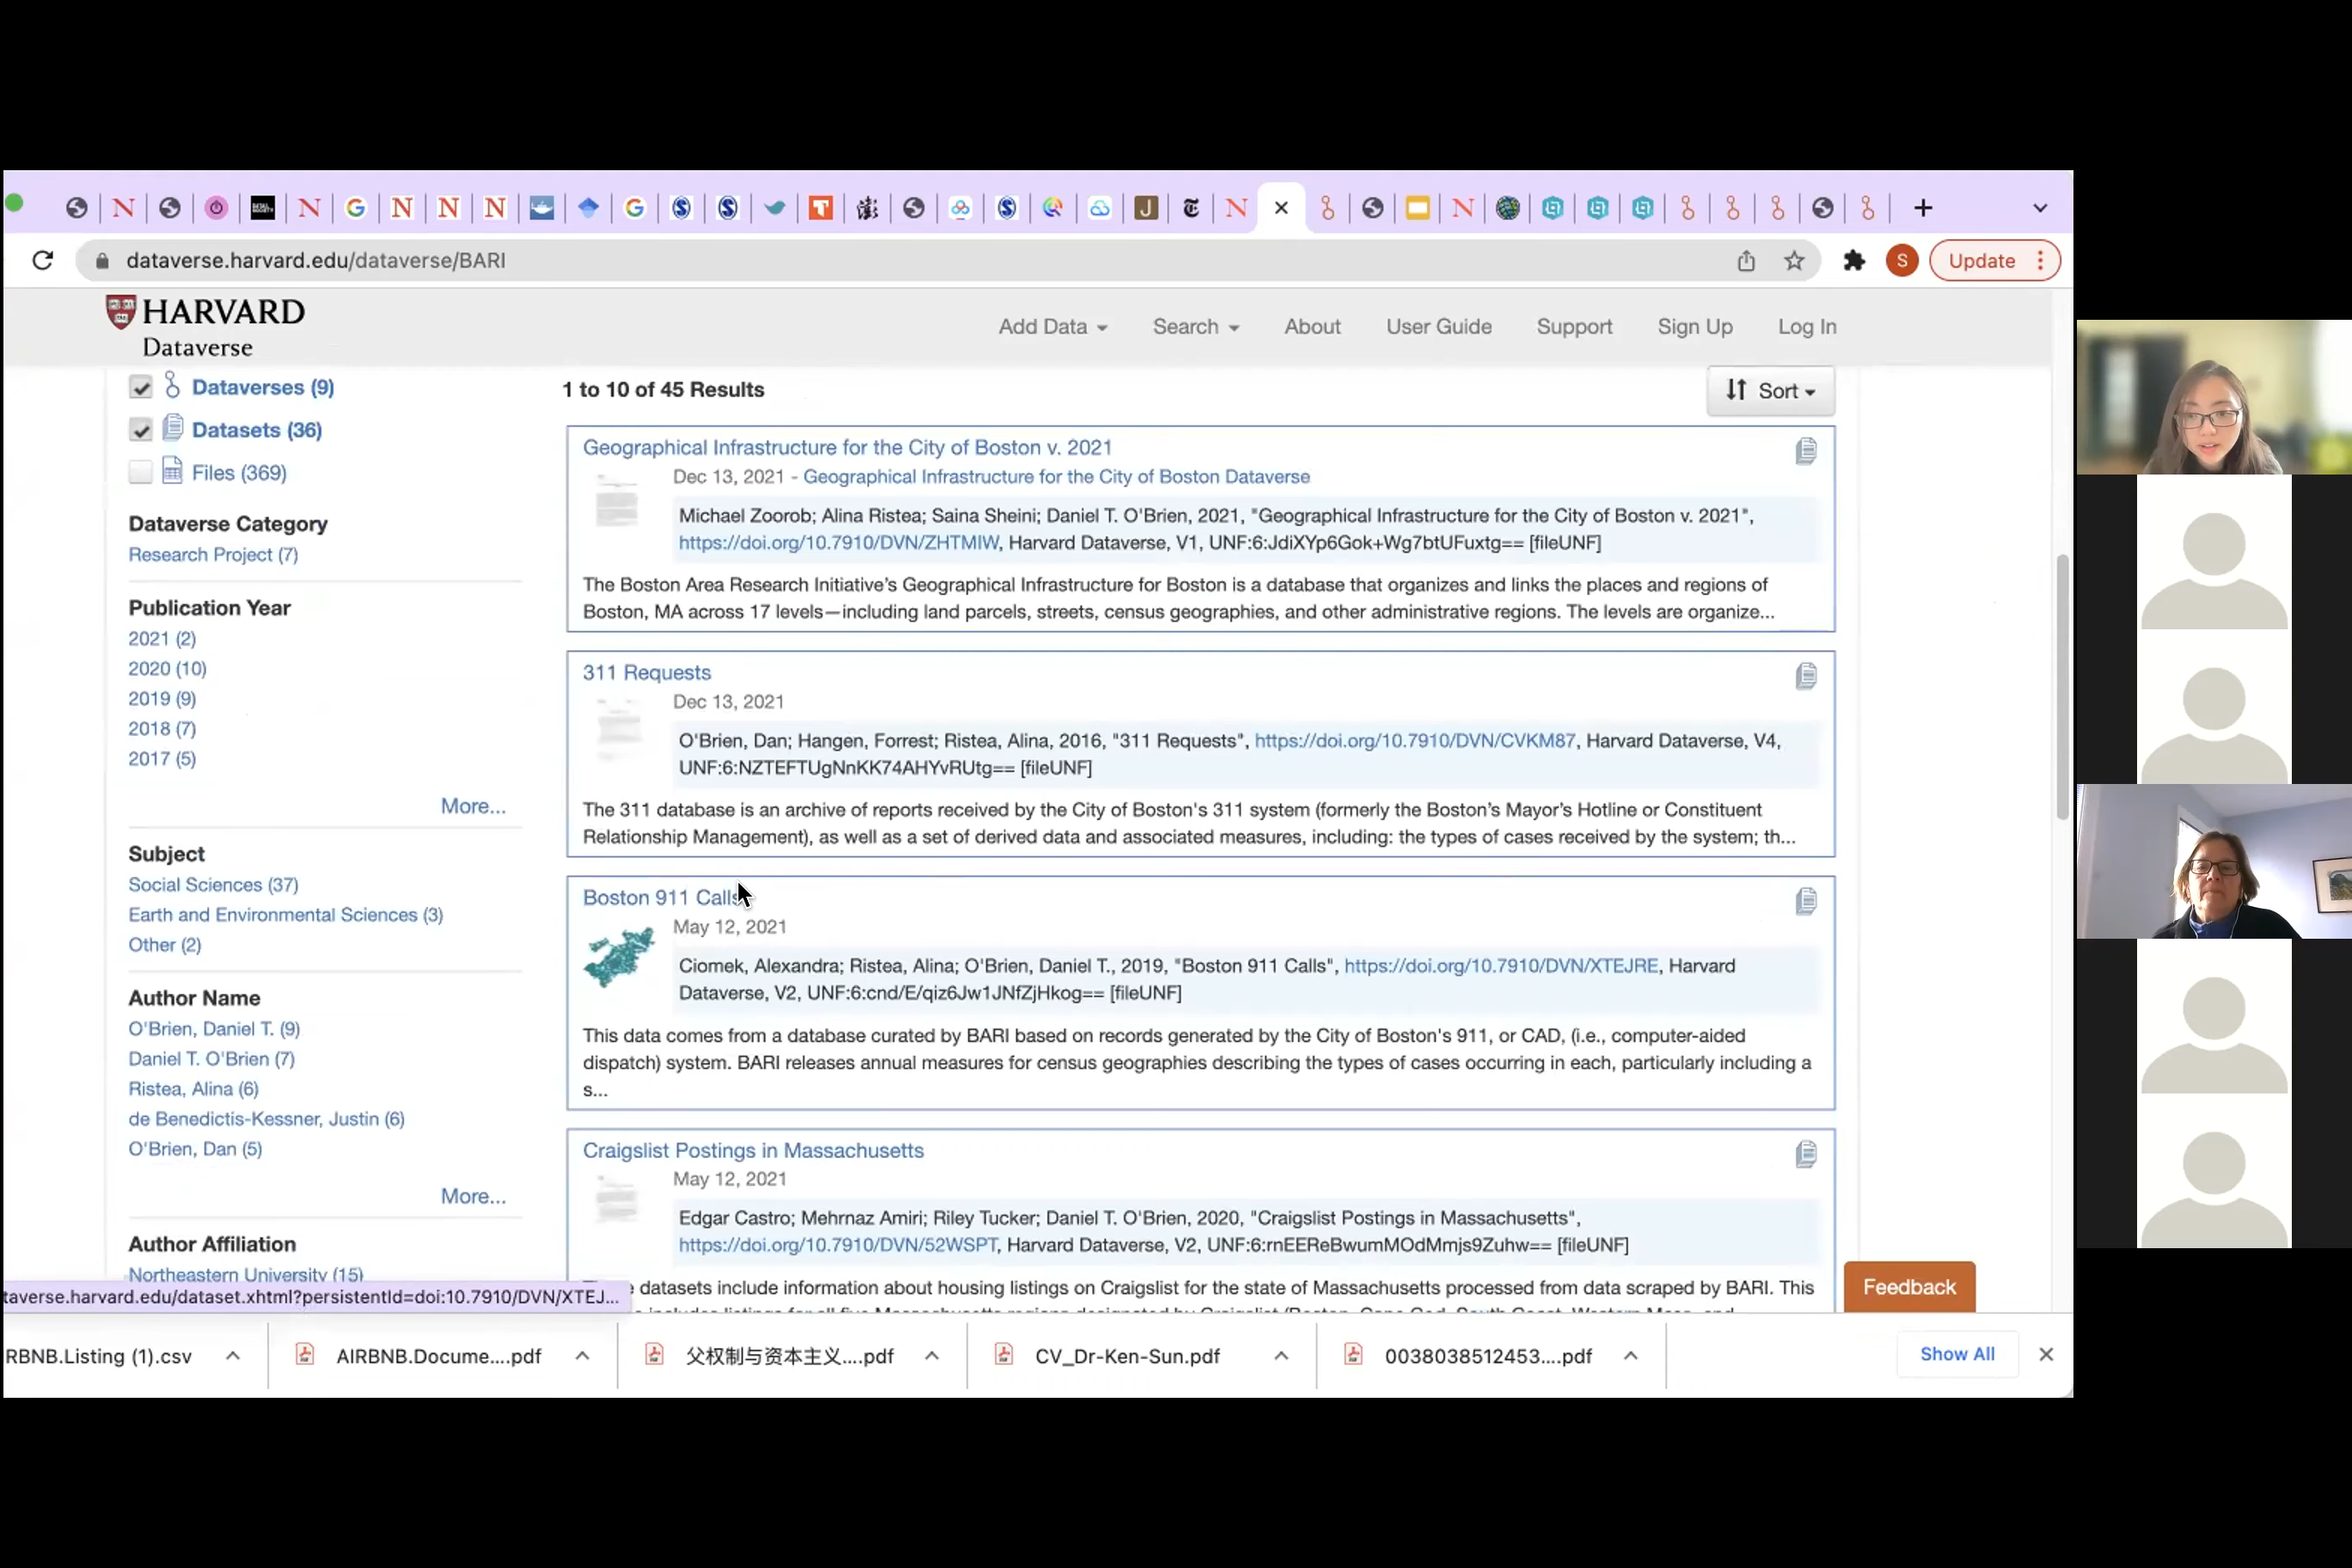 dataverse.harvard.edu/dataverse/BARI
S
Update
HARVARD
Dataverse
Add Data
Search
About
User Guide
Support
Sign Up
Log In
Dataverses (9)
Datasets (36)
Files (369)
Dataverse Category
Research Project (7)
Publication Year
2021 (2)
2020 (10)
2019 (9)
2018 (7)
2017 (5)
More...
Subject
Social Sciences (37)
Earth and Environmental Sciences (3)
Other (2)
Author Name
O'Brien, Daniel T. (9)
Daniel T. O'Brien (7)
Ristea, Alina (6)
de Benedictis-Kessner, Justin (6)
O'Brien, Dan (5)
More...
Author Affiliation
Northeastern University (15)
1 to 10 of 45 Results
Sort
Geographical Infrastructure for the City of Boston v. 2021
Dec 13, 2021 - Geographical Infrastructure for the City of Boston Dataverse
Michael Zoorob; Alina Ristea; Saina Sheini; Daniel T. O'Brien, 2021, "Geographical Infrastructure for the City of Boston v. 2021",
https://doi.org/10.7910/DVN/ZHTMIW, Harvard Dataverse, V1, UNF:6:JdiXYp6Gok+Wg7btUFuxtg== [fileUNF]
The Boston Area Research Initiative's Geographical Infrastructure for Boston is a database that organizes and links the places and regions of
Boston, MA across 17 levels—including land parcels, streets, census geographies, and other administrative regions. The levels are organize...
311 Requests
Dec 13, 2021
O'Brien, Dan; Hangen, Forrest; Ristea, Alina, 2016, "311 Requests", https://doi.org/10.7910/DVN/CVKM87, Harvard Dataverse, V4,
UNF:6:NZTEFTUgNnKK74AHYvRUtg== [fileUNF]
The 311 database is an archive of reports received by the City of Boston's 311 system (formerly the Boston's Mayor's Hotline or Constituent
Relationship Management), as well as a set of derived data and associated measures, including: the types of cases received by the system; th...
Boston 911 Calls
May 12, 2021
Ciomek, Alexandra; Ristea, Alina; O'Brien, Daniel T., 2019, "Boston 911 Calls", https://doi.org/10.7910/DVN/XTEJRE, Harvard
Dataverse, V2, UNF:6:cnd/E/qiz6Jw1JNfZjHkog== [fileUNF]
This data comes from a database curated by BARI based on records generated by the City of Boston's 911, or CAD, (i.e., computer-aided
dispatch) system. BARI releases annual measures for census geographies describing the types of cases occurring in each, particularly including a
s...
Craigslist Postings in Massachusetts
May 12, 2021
Edgar Castro; Mehrnaz Amiri; Riley Tucker; Daniel T. O'Brien, 2020, "Craigslist Postings in Massachusetts",
https://doi.org/10.7910/DVN/52WSPT, Harvard Dataverse, V2, UNF:6:rnEEReBwumMOdMmjs9Zuhw== [fileUNF]
datasets include information about housing listings on Craigslist for the state of Massachusetts processed from data scraped by BARI. This
Feedback
taverse.harvard.edu/dataset.xhtml?persistentId=doi:10.7910/DVN/XTEJ...
RBNB.Listing (1).csv
AIRBNB.Docume....pdf
父权制与资本主义....pdf
CV_Dr-Ken-Sun.pdf
0038038512453....pdf
Show All